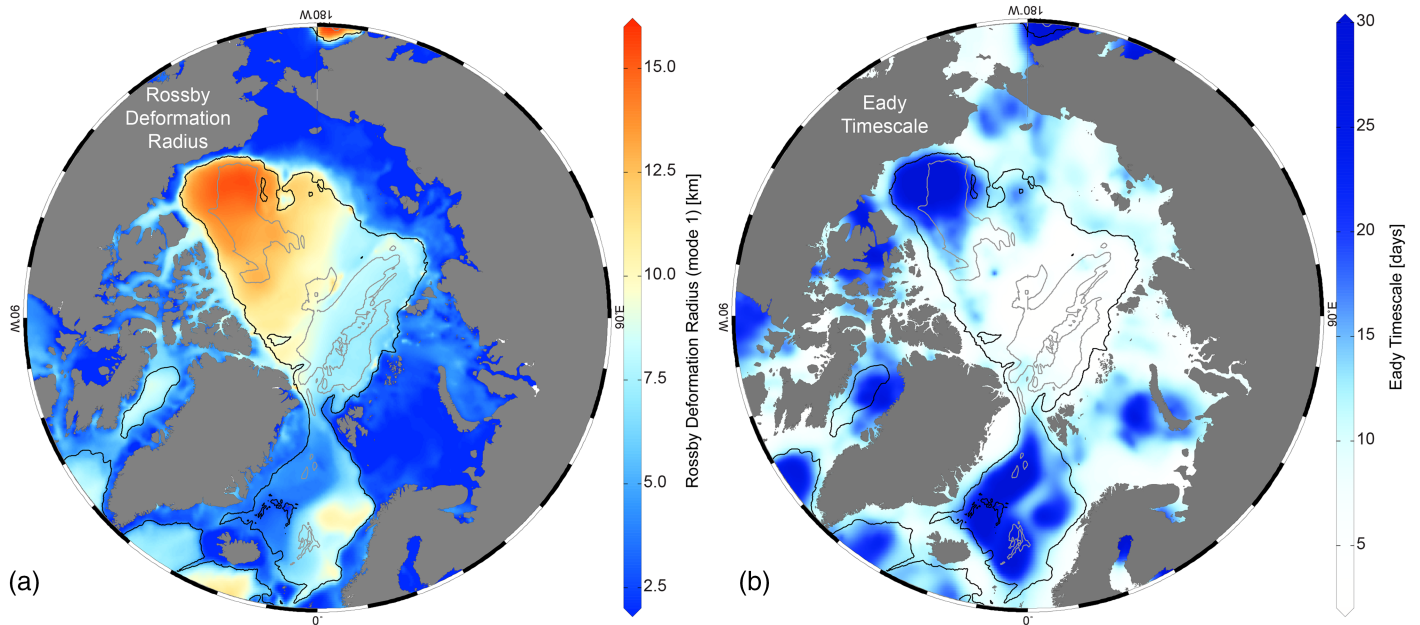 180°W
Rossby
Deformation
Radius
90°W
90°E
0°
(a)
15.0
12.5
10.0
7.5
5.0
2.5
Rossby Deformation Radius (mode 1) [km]
180°W
Eady
Timescale
90°W
90°E
0°
(b)
30
25
20
15
10
5
Eady Timescale [days]